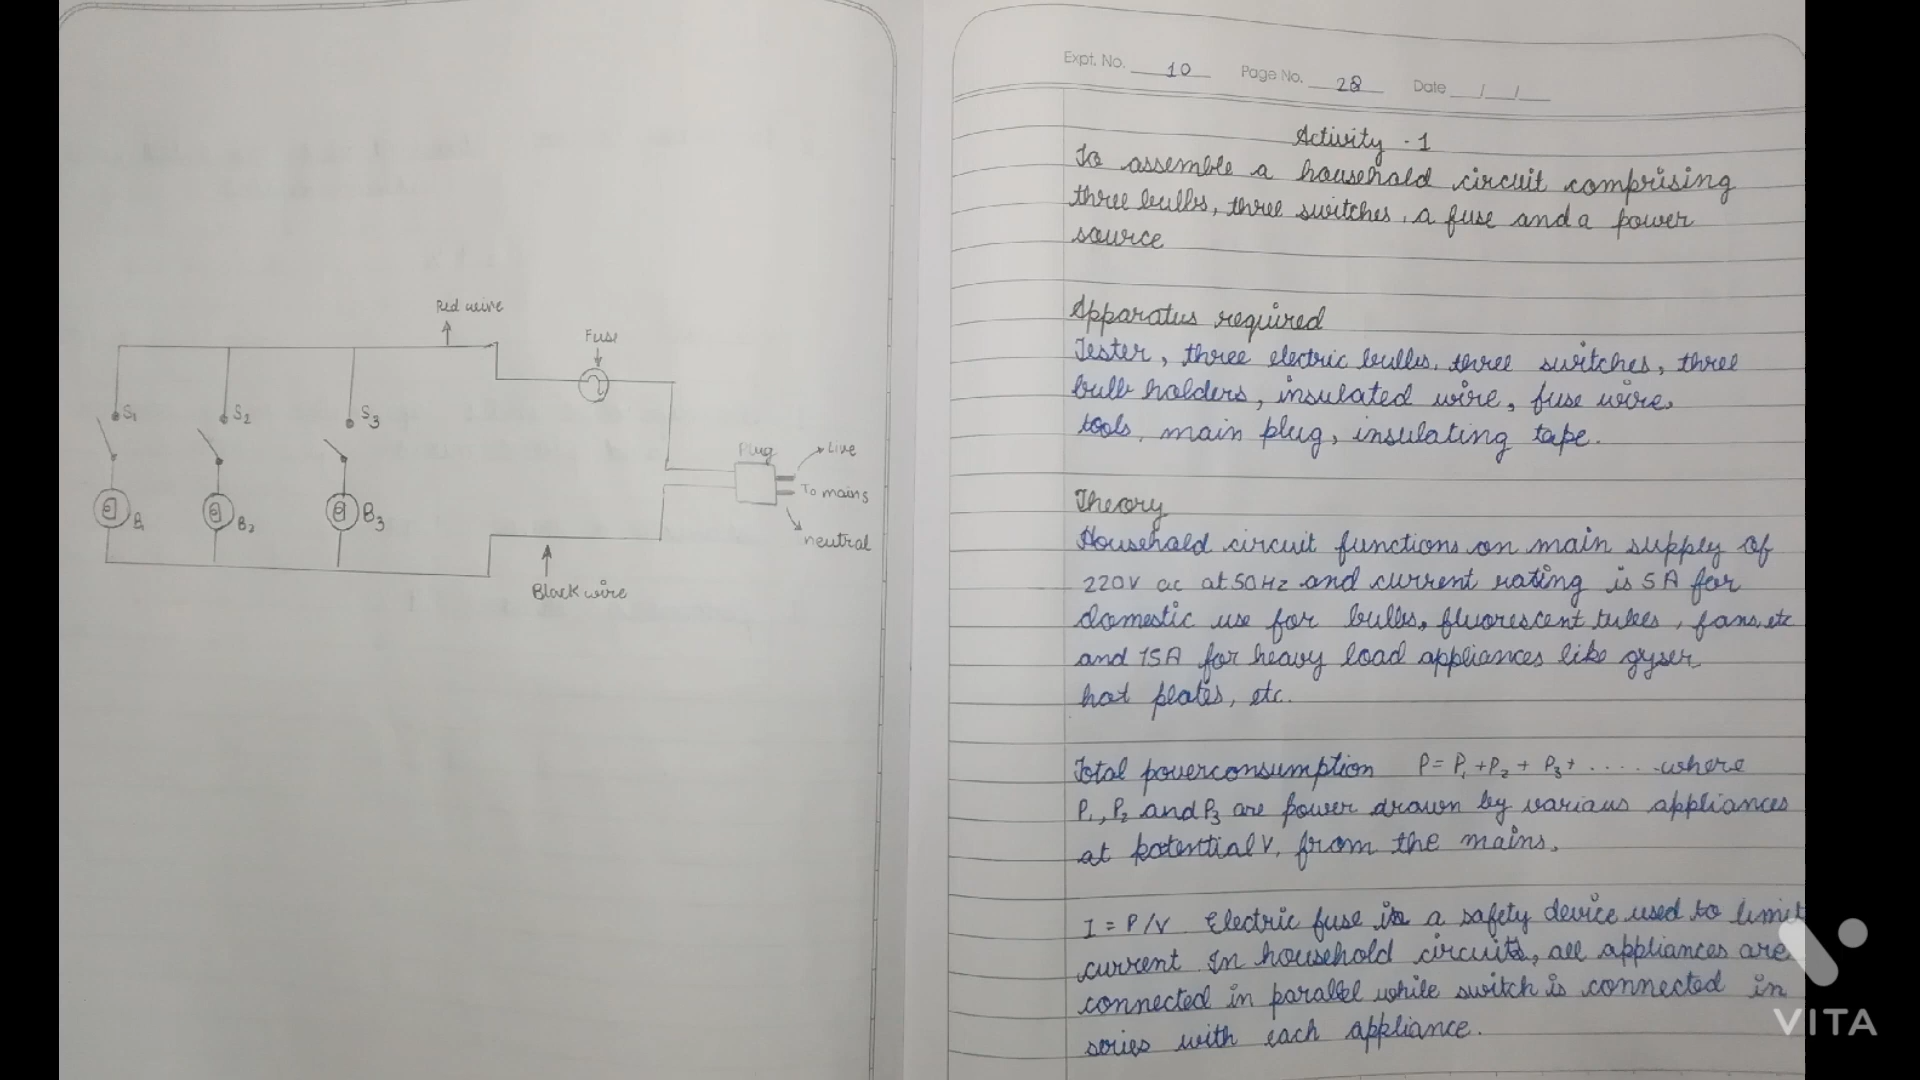 Red wire
Fuse
S1
S2
S3
Plug
Live
To mains
neutral
B1
B2
B3
Black wire
Expt. No. 10 Page No. 28 Date __/__/__
Activity - 1
To assemble a household circuit comprising
three bulbs, three switches, a fuse and a power
source
Apparatus required
Tester, three electric bulbs, three switches, three
bulb holders, insulated wire, fuse wire,
tools, main plug, insulating tape.
Theory
Household circuit functions on main supply of
220V ac at 50Hz and current rating is 5A for
domestic use for bulbs, fluorescent tubes, fans, etc
and 15A for heavy load appliances like gyser
hot plates, etc.
Total powerconsumption P = P1 + P2 + P3 + ..... where
P1, P2 and P3 are power drawn by various appliances
at potential V, from the mains.
I = P/V Electric fuse is a safety device used to limit
current In household circuits, all appliances are
connected in parallel while switch is connected in
series with each appliance.
VITA